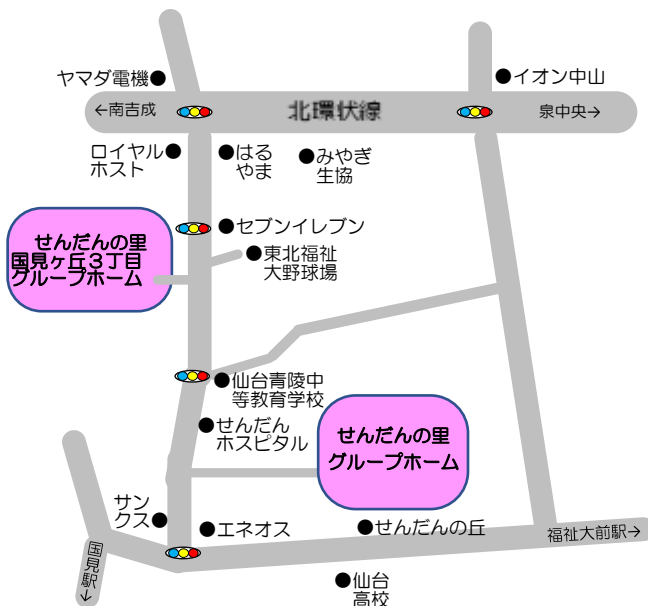 ヤマダ電機●
●イオン中山
←南吉成
北環状線
泉中央→
ロイヤル●
ホスト
●はる
やま
●みやぎ
生協
●セブンイレブン
せんだんの里
国見ヶ丘3丁目
グループホーム
●東北福祉
大野球場
●仙台青陵中
等教育学校
●せんだん
ホスピタル
せんだんの里
グループホーム
サン
クス●
●エネオス
●せんだんの丘
福祉大前駅→
国見駅→
●仙台
高校